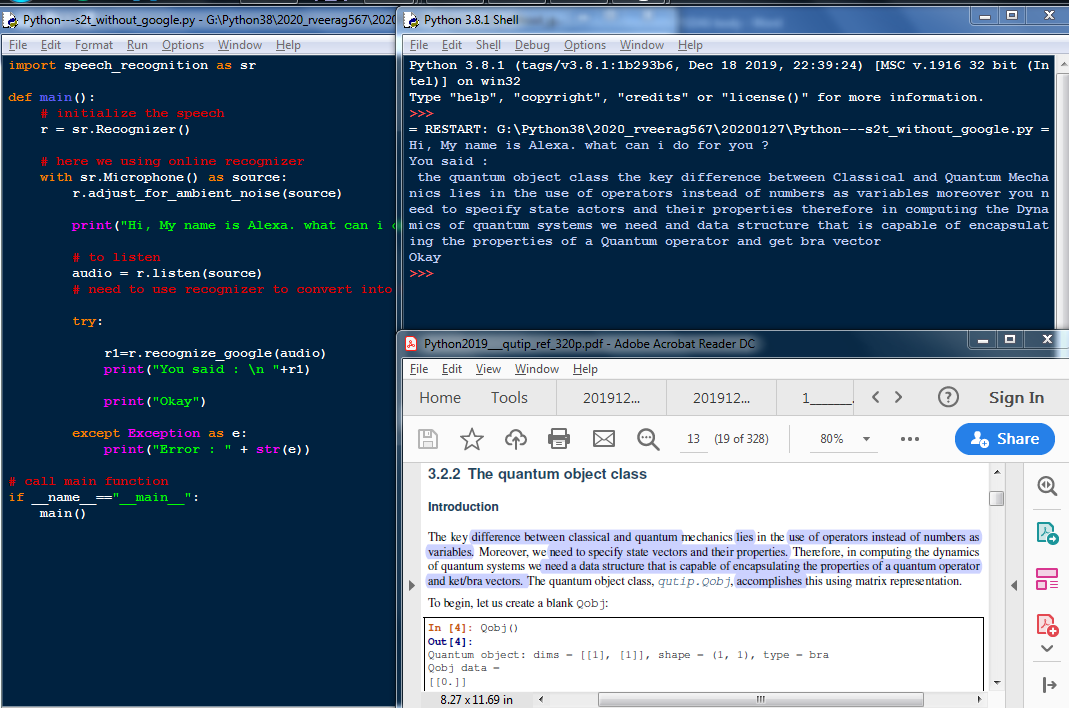 Python---s2t_without_google.py - G:\Python38\2020_rveerag567\2020
File Edit Format Run Options Window Help
import speech_recognition as sr
def main():
# initialize the speech
r = sr.Recognizer()
# here we using online recognizer
with sr.Microphone() as source:
r.adjust_for_ambient_noise(source)
print("Hi, My name is Alexa. what can i
# to listen
audio = r.listen(source)
# need to use recognizer to convert into
try:
r1=r.recognize_google(audio)
print("You said : \n "+r1)
print("Okay")
except Exception as e:
print("Error : " + str(e))
# call main function
if __name__=="__main__":
main()
Python 3.8.1 Shell
File Edit Shell Debug Options Window Help
Python 3.8.1 (tags/v3.8.1:1b293b6, Dec 18 2019, 22:39:24) [MSC v.1916 32 bit (In
tel)] on win32
Type "help", "copyright", "credits" or "license()" for more information.
>>>
= RESTART: G:\Python38\2020_rveerag567\20200127\Python---s2t_without_google.py =
Hi, My name is Alexa. what can i do for you ?
You said :
the quantum object class the key difference between Classical and Quantum Mecha
nics lies in the use of operators instead of numbers as variables moreover you n
eed to specify state actors and their properties therefore in computing the Dyna
mics of quantum systems we need and data structure that is capable of encapsulat
ing the properties of a Quantum operator and get bra vector
Okay
>>>
Python2019___qutip_ref_320p.pdf - Adobe Acrobat Reader DC
File Edit View Window Help
Home Tools 201912... 201912... 1______. Sign In
13 (19 of 328) 80% Share
3.2.2 The quantum object class
Introduction
The key difference between classical and quantum mechanics lies in the use of operators instead of numbers as
variables. Moreover, we need to specify state vectors and their properties. Therefore, in computing the dynamics
of quantum systems we need a data structure that is capable of encapsulating the properties of a quantum operator
and ket/bra vectors. The quantum object class, qutip.Qobj, accomplishes this using matrix representation.
To begin, let us create a blank Qobj:
In [4]: Qobj()
Out[4]:
Quantum object: dims = [[1], [1]], shape = (1, 1), type = bra
Qobj data =
[[0.]]
8.27 x 11.69 in